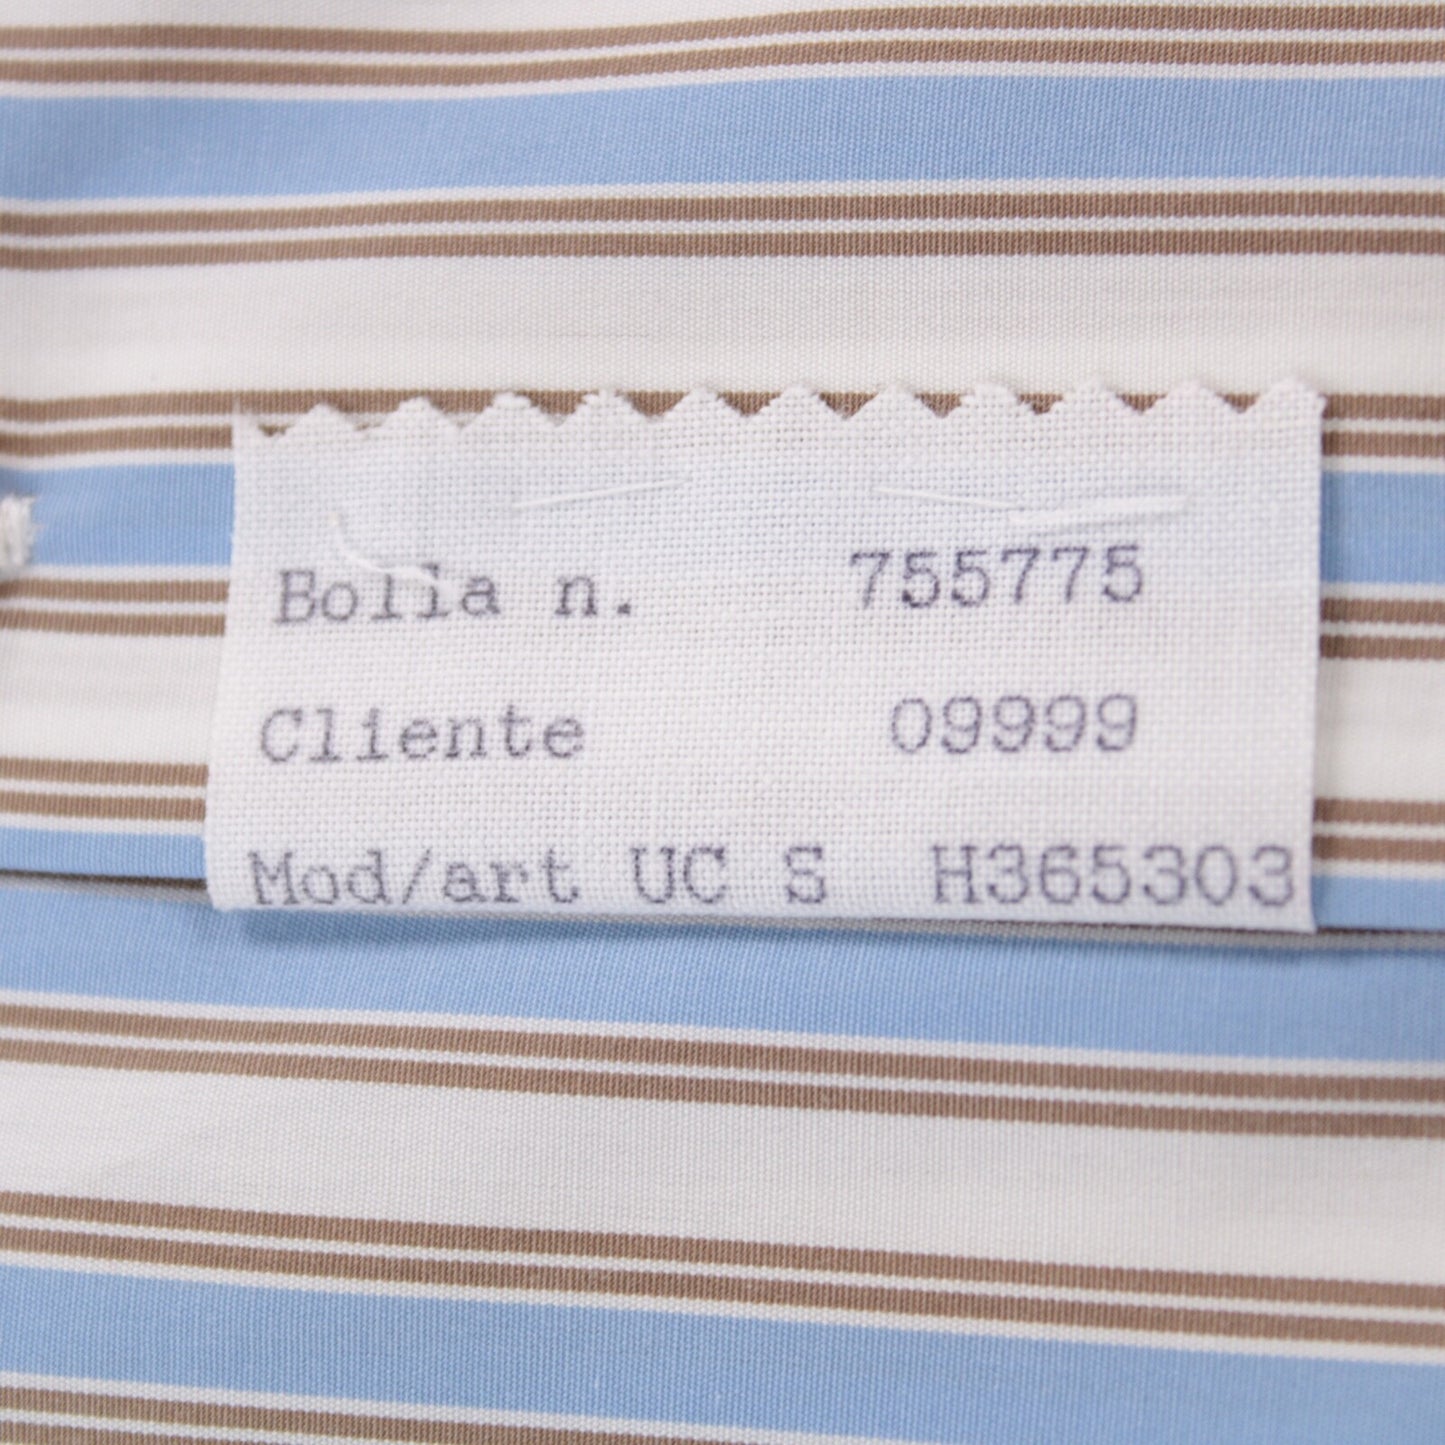 Bolla n. 755775
Cliente 09999
Mod/art UC S H365303